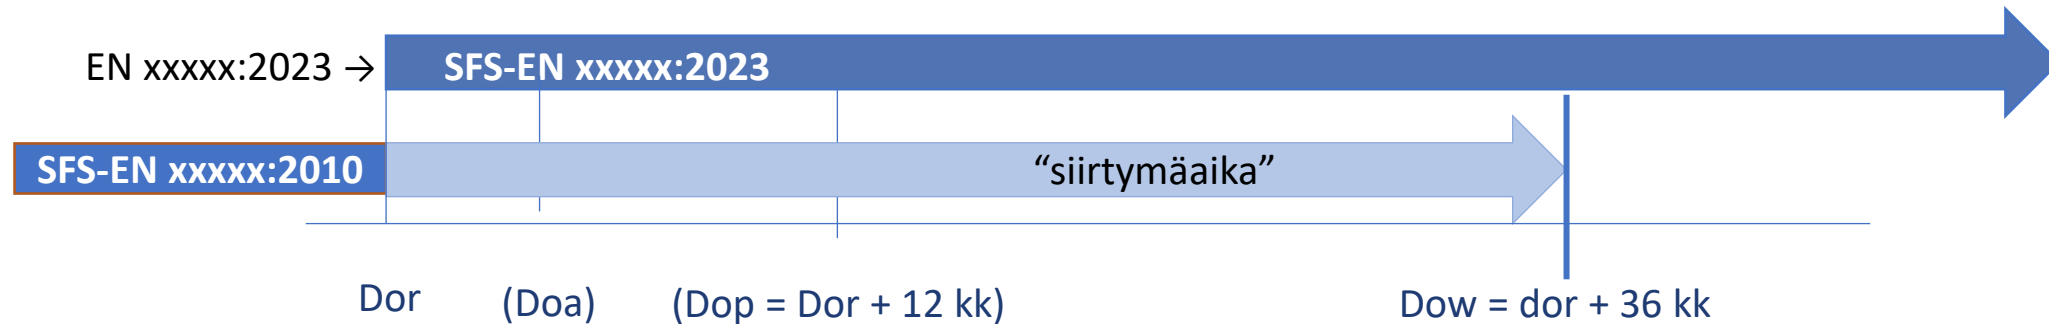 EN xxxxx:2023 →
SFS-EN xxxxx:2023
SFS-EN xxxxx:2010
“siirtymäaika”
Dor
(Doa)
(Dop = Dor + 12 kk)
Dow = dor + 36 kk